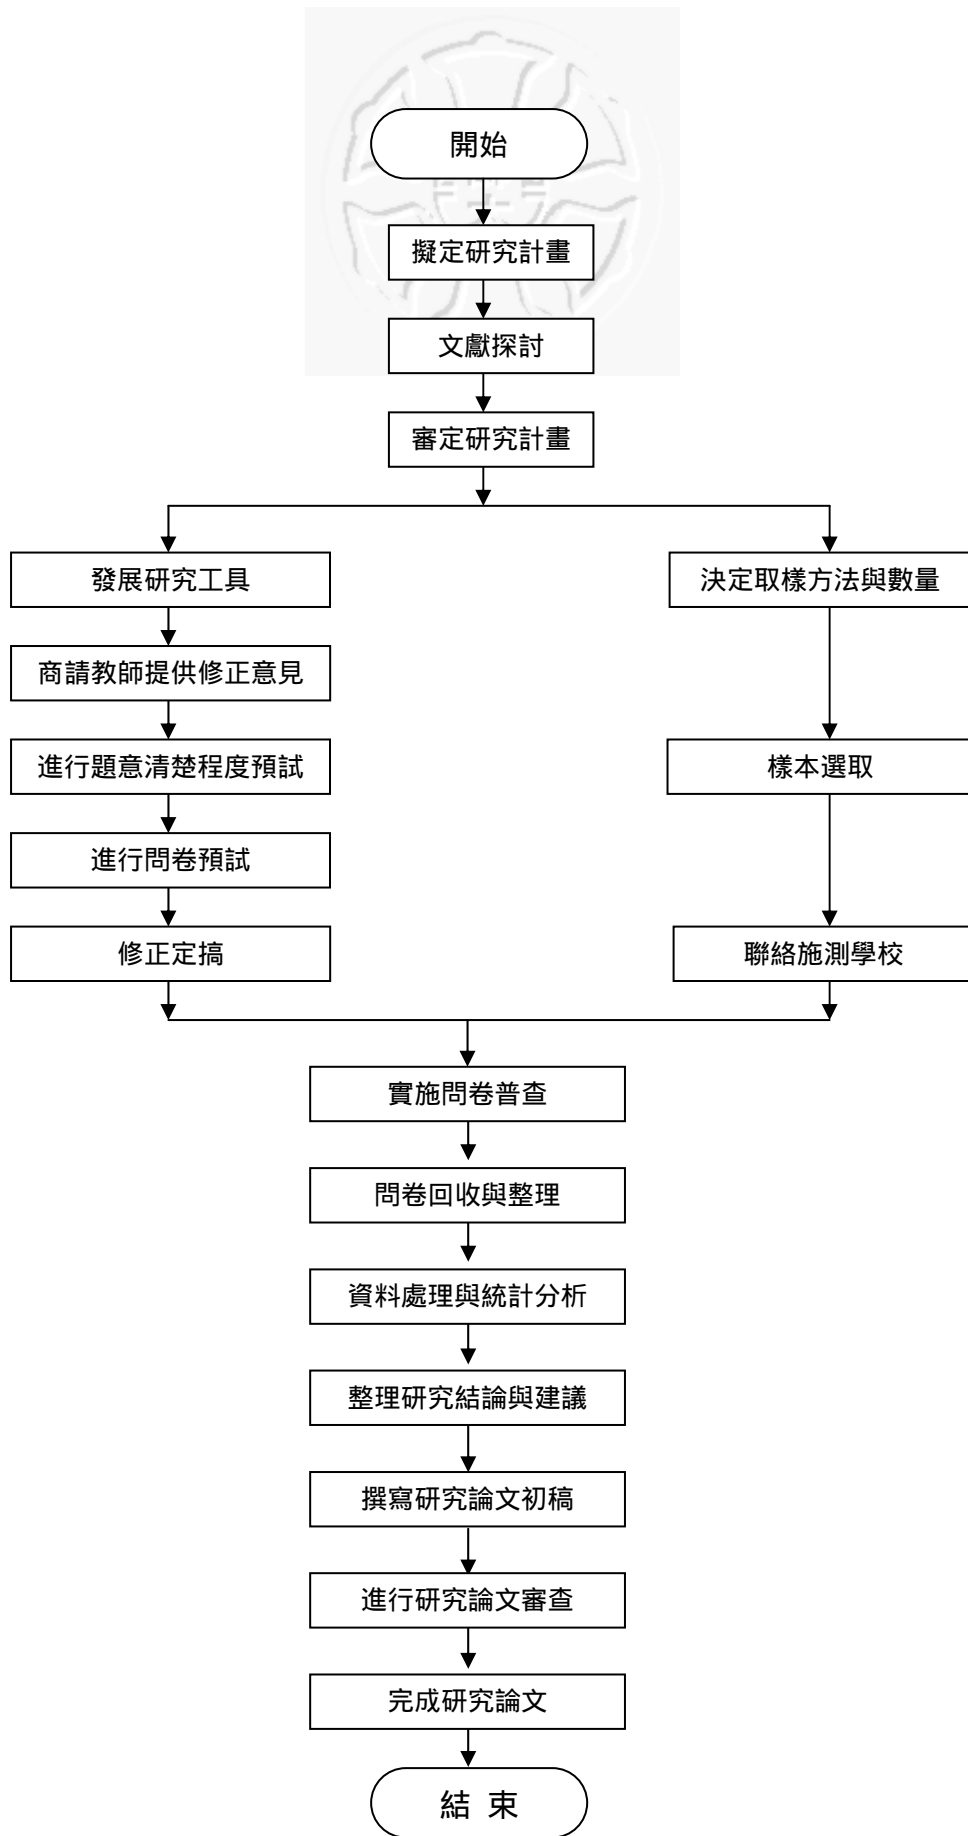 開始
擬定研究計畫
文獻探討
審定研究計畫
發展研究工具
決定取樣方法與數量
商請教師提供修正意見
進行題意清楚程度預試
樣本選取
進行問卷預試
修正定搞
聯絡施測學校
實施問卷普查
問卷回收與整理
資料處理與統計分析
整理研究結論與建議
撰寫研究論文初稿
進行研究論文審查
完成研究論文
結 束